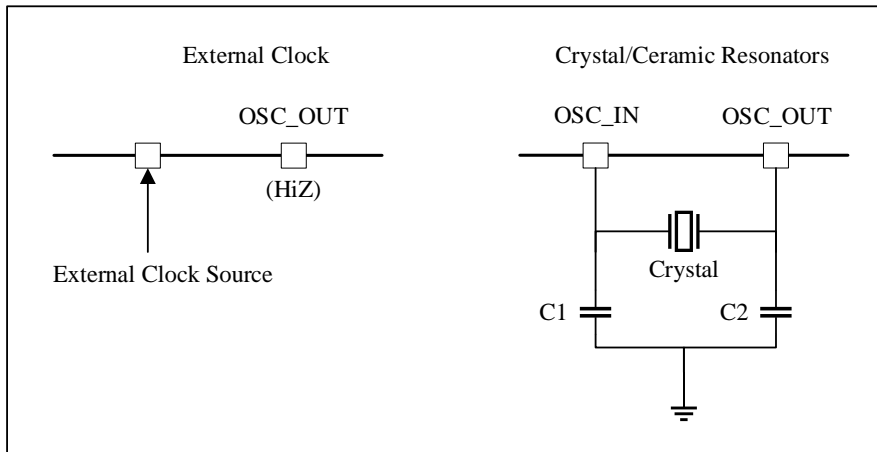 External Clock
OSC_OUT
(HiZ)
External Clock Source
Crystal/Ceramic Resonators
OSC_IN
OSC_OUT
Crystal
C1
C2